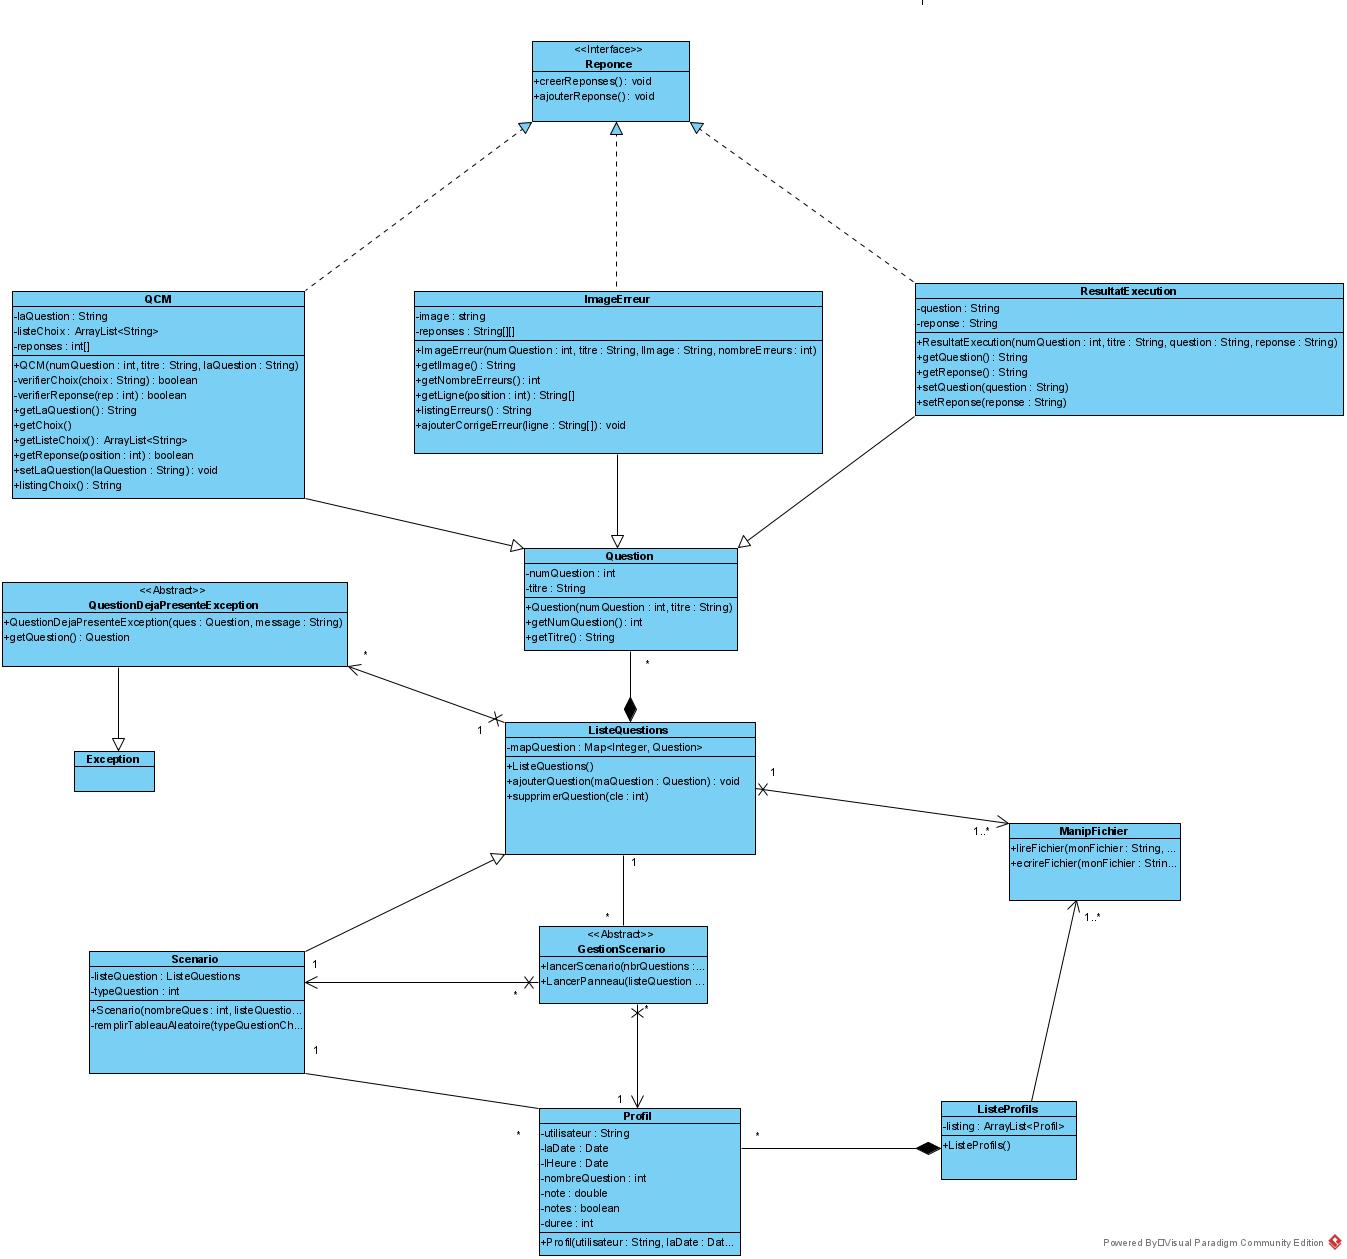 <<Interface>>
Reponce
+creerReponses() : void
+ajouterReponse() : void
QCM
-laQuestion : String
-listeChoix : ArrayList<String>
-reponses : int[]
+QCM(numQuestion : int, titre : String, laQuestion : String)
-verifierChoix(choix : String) : boolean
-verifierReponse(rep : int) : boolean
+getLaQuestion() : String
+getChoix()
+getListeChoix() : ArrayList<String>
+getReponse(position : int) : boolean
+setLaQuestion(laQuestion : String) : void
+listingChoix() : String
ImageErreur
-image : string
-reponses : String[][]
+ImageErreur(numQuestion : int, titre : String, lImage : String, nombreErreurs : int)
+getlImage() : String
+getNombreErreurs() : int
+getLigne(position : int) : String[]
+listingErreurs() : String
+ajouterCorrigeErreur(ligne : String[]) : void
ResultatExecution
-question : String
-reponse : String
+ResultatExecution(numQuestion : int, titre : String, question : String, reponse : String)
+getQuestion() : String
+getReponse() : String
+setQuestion(question : String)
+setReponse(reponse : String)
Question
-numQuestion : int
-titre : String
+Question(numQuestion : int, titre : String)
+getNumQuestion() : int
+getTitre() : String
<<Abstract>>
QuestionDejaPresenteException
+QuestionDejaPresenteException(ques : Question, message : String)
+getQuestion() : Question
*
1
*
Exception
ListeQuestions
-mapQuestion : Map<Integer, Question>
+ListeQuestions()
+ajouterQuestion(maQuestion : Question) : void
+supprimerQuestion(cle : int)
1
1..*
ManipFichier
+lireFichier(monFichier : String, ...
+ecrireFichier(monFichier : Strin...
1..*
1
*
<<Abstract>>
GestionScenario
+lancerScenario(nbrQuestions :...
+LancerPanneau(listeQuestion ...
Scenario
-listeQuestion : ListeQuestions
-typeQuestion : int
+Scenario(nombreQues : int, listeQuestio...
-remplirTableauAleatoire(typeQuestionCh...
1
*
*
1
1
*
Profil
-utilisateur : String
-laDate : Date
-lHeure : Date
-nombreQuestion : int
-note : double
-notes : boolean
-duree : int
+Profil(utilisateur : String, laDate : Dat...
*
ListeProfils
-listing : ArrayList<Profil>
+ListeProfils()
Powered By□Visual Paradigm Community Edition